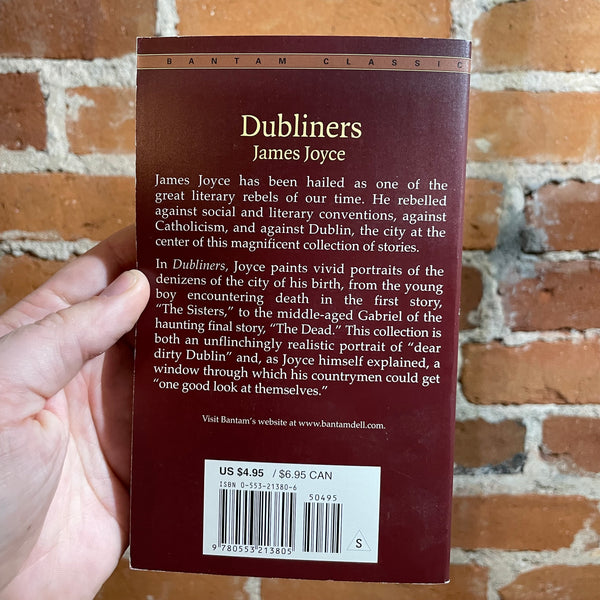 BANTAM CLASSIC
Dubliners
James Joyce
James Joyce has been hailed as one of the
great literary rebels of our time. He rebelled
against social and literary conventions, against
Catholicism, and against Dublin, the city at the
center of this magnificent collection of stories.
In Dubliners, Joyce paints vivid portraits of the
denizens of the city of his birth, from the young
boy encountering death in the first story,
“The Sisters,” to the middle-aged Gabriel of the
haunting final story, “The Dead.” This collection is
both an unflinchingly realistic portrait of “dear
dirty Dublin” and, as Joyce himself explained, a
window through which his countrymen could get
“one good look at themselves.”
Visit Bantam's website at www.bantamdell.com.
US $4.95 / $6.95 CAN
ISBN 0-553-21380-6
50495
9 780553 213805
S